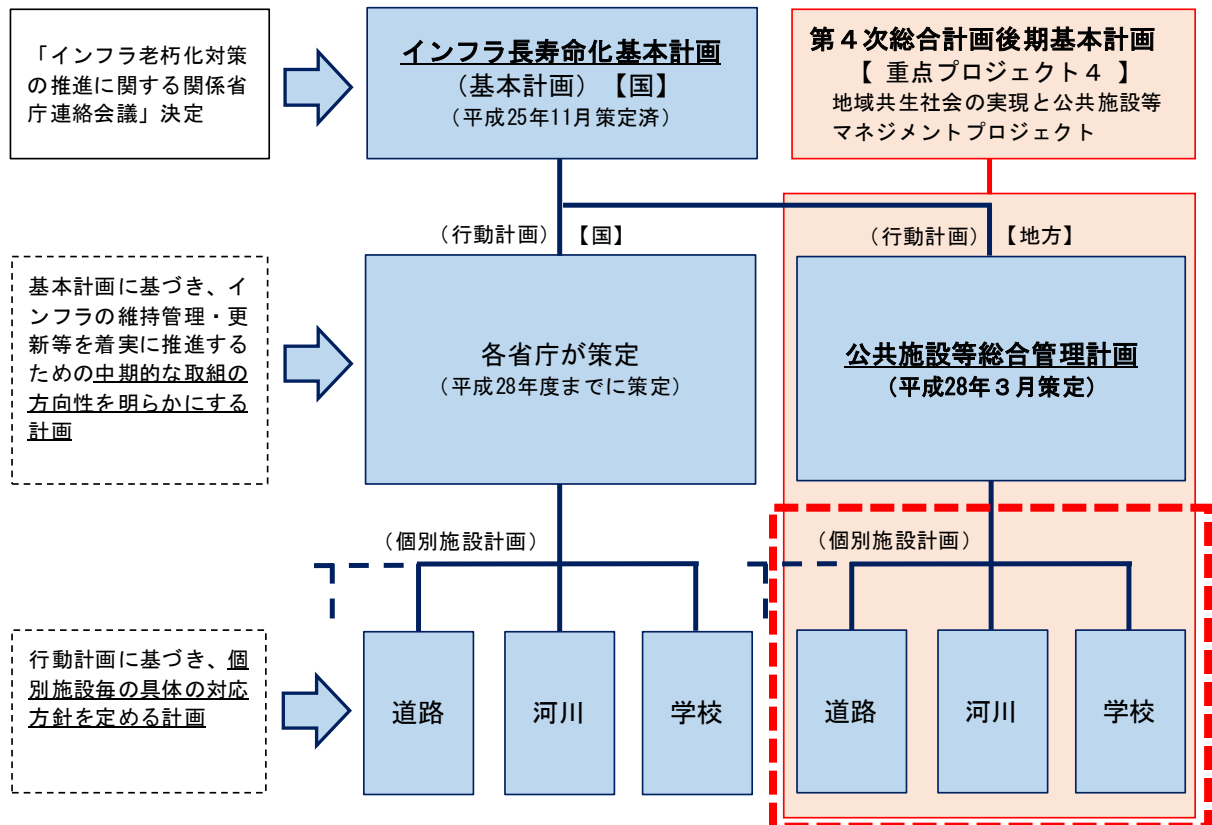 「インフラ老朽化対策
の推進に関する関係省
庁連絡会議」決定
インフラ長寿命化基本計画
（基本計画）【国】
（平成25年11月策定済）
第４次総合計画後期基本計画
【 重点プロジェクト４ 】
地域共生社会の実現と公共施設等
マネジメントプロジェクト
（行動計画）【国】
（行動計画）【地方】
基本計画に基づき、イ
ンフラの維持管理・更
新等を着実に推進する
ための中期的な取組の
方向性を明らかにする
計画
各省庁が策定
（平成28年度までに策定）
公共施設等総合管理計画
（平成28年３月策定）
（個別施設計画）
（個別施設計画）
行動計画に基づき、個
別施設毎の具体の対応
方針を定める計画
道路
河川
学校
道路
河川
学校